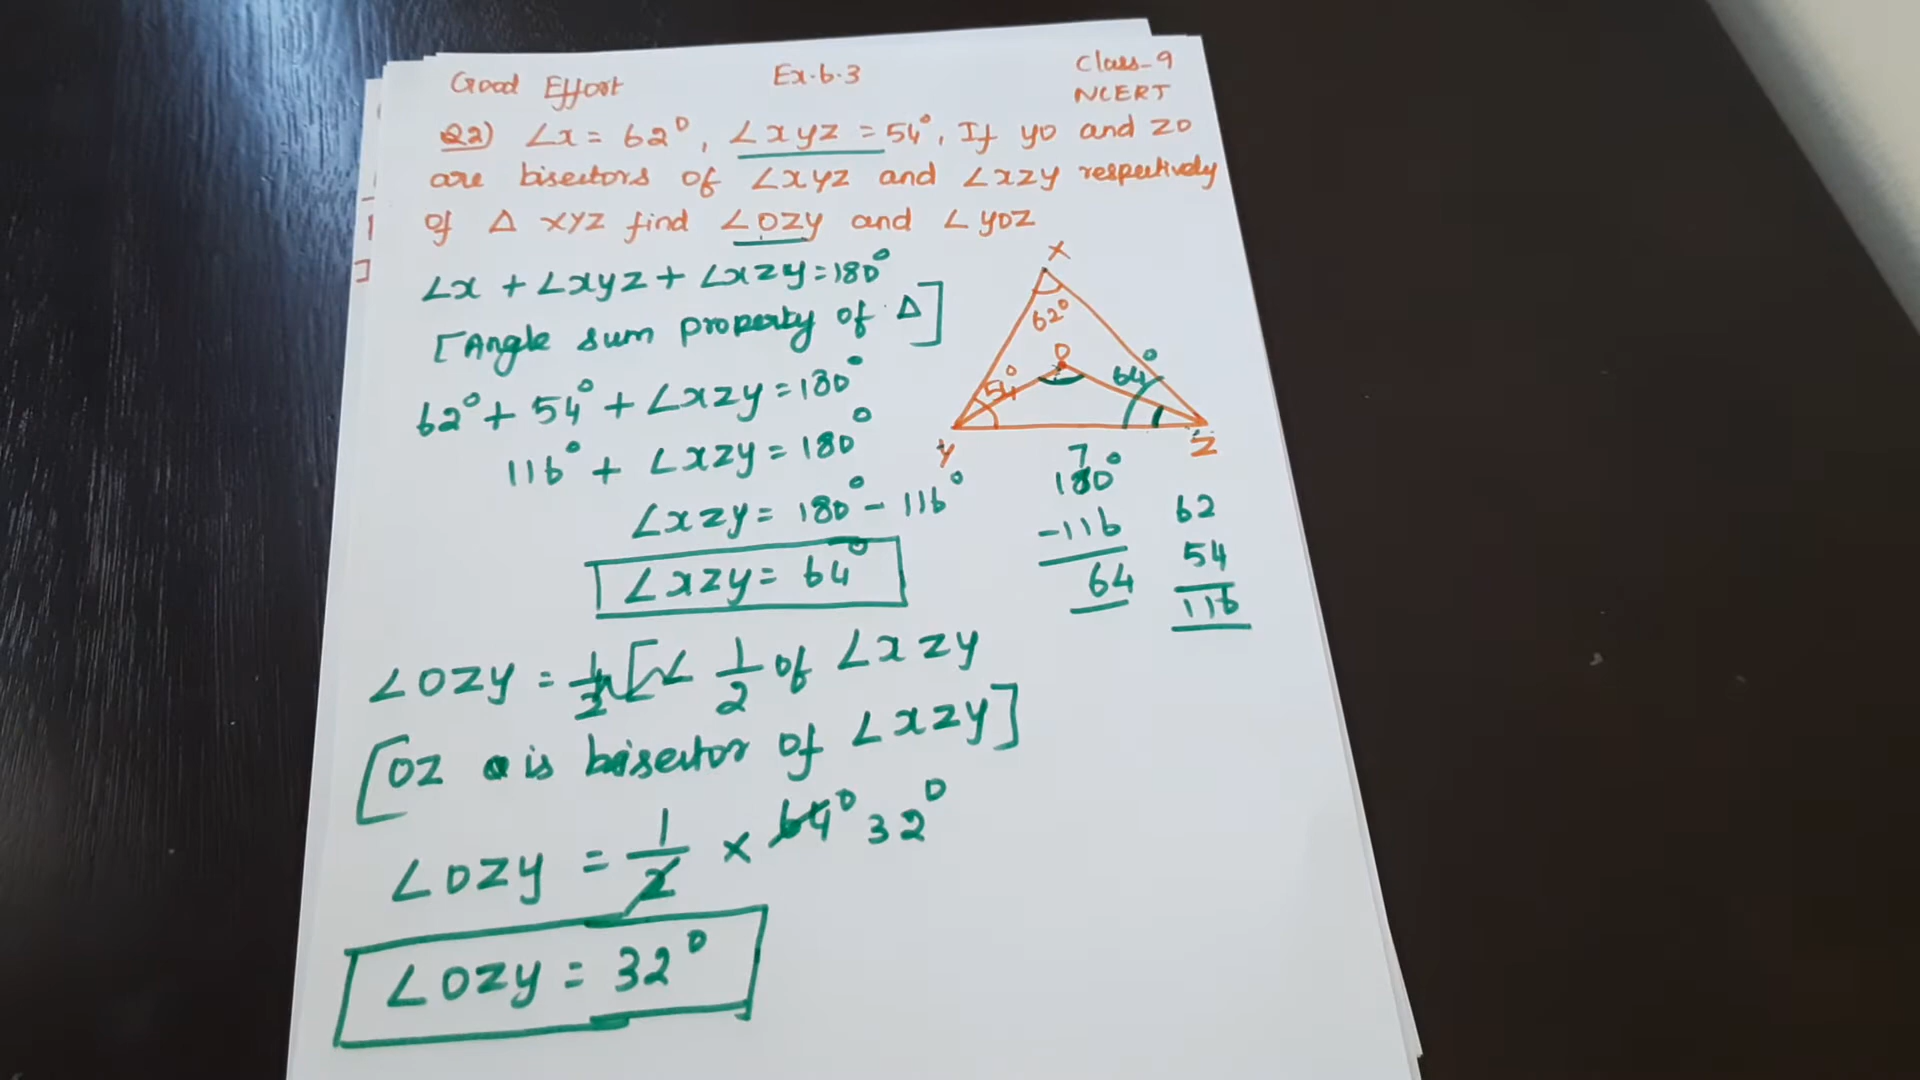 Good Effort Ex.6.3 Class-9
NCERT
Q2) ∠x = 62°, ∠xyz = 54°, If yo and zo
are bisectors of ∠xyz and ∠xzy respectively
of Δ XYZ find ∠OZY and ∠YOZ
∠x + ∠xyz + ∠xzy = 180°
[Angle sum property of Δ]
62° + 54° + ∠xzy = 180°
116° + ∠xzy = 180°
∠xzy = 180° - 116°
∠xzy = 64°
∠OZY = 1/2 of ∠xzy
[OZ is bisector of ∠xzy]
∠OZY = 1/2 × 64° 32°
∠OZY = 32°
X
62°
O
54°
64°
Y
Z
7
180°
-116
64
62
54
116